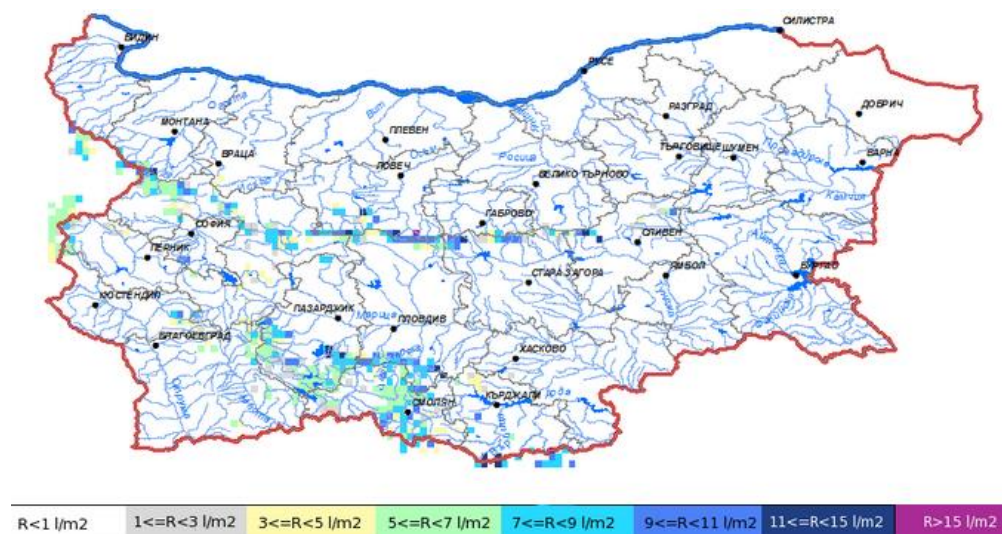 СИЛИСТРА
ВИДИН
РУСЕ
РАЗГРАД
ДОБРИЧ
МОНТАНА
ПЛЕВЕН
ВРАЦА
ЛОВЕЧ
ТЪРГОВИЩЕ
ШУМЕН
ВАРНА
Росица
ВЕЛИКО ТЪРНОВО
Камчия
ГАБРОВО
СОФИЯ
СЛИВЕН
ПЕРНИК
СТАРА ЗАГОРА
ЯМБОЛ
БУРГАС
КЮСТЕНДИЛ
ПАЗАРДЖИК
Марица
ПЛОВДИВ
БЛАГОЕВГРАД
ХАСКОВО
СМОЛЯН
КЪРДЖАЛИ
R<1 l/m2
1<=R<3 l/m2
3<=R<5 l/m2
5<=R<7 l/m2
7<=R<9 l/m2
9<=R<11 l/m2
11<=R<15 l/m2
R>15 l/m2